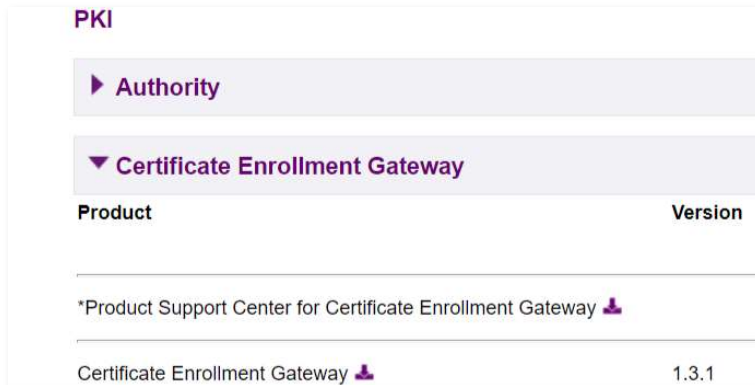 PKI
Authority
Certificate Enrollment Gateway
Product Version
*Product Support Center for Certificate Enrollment Gateway
Certificate Enrollment Gateway 1.3.1